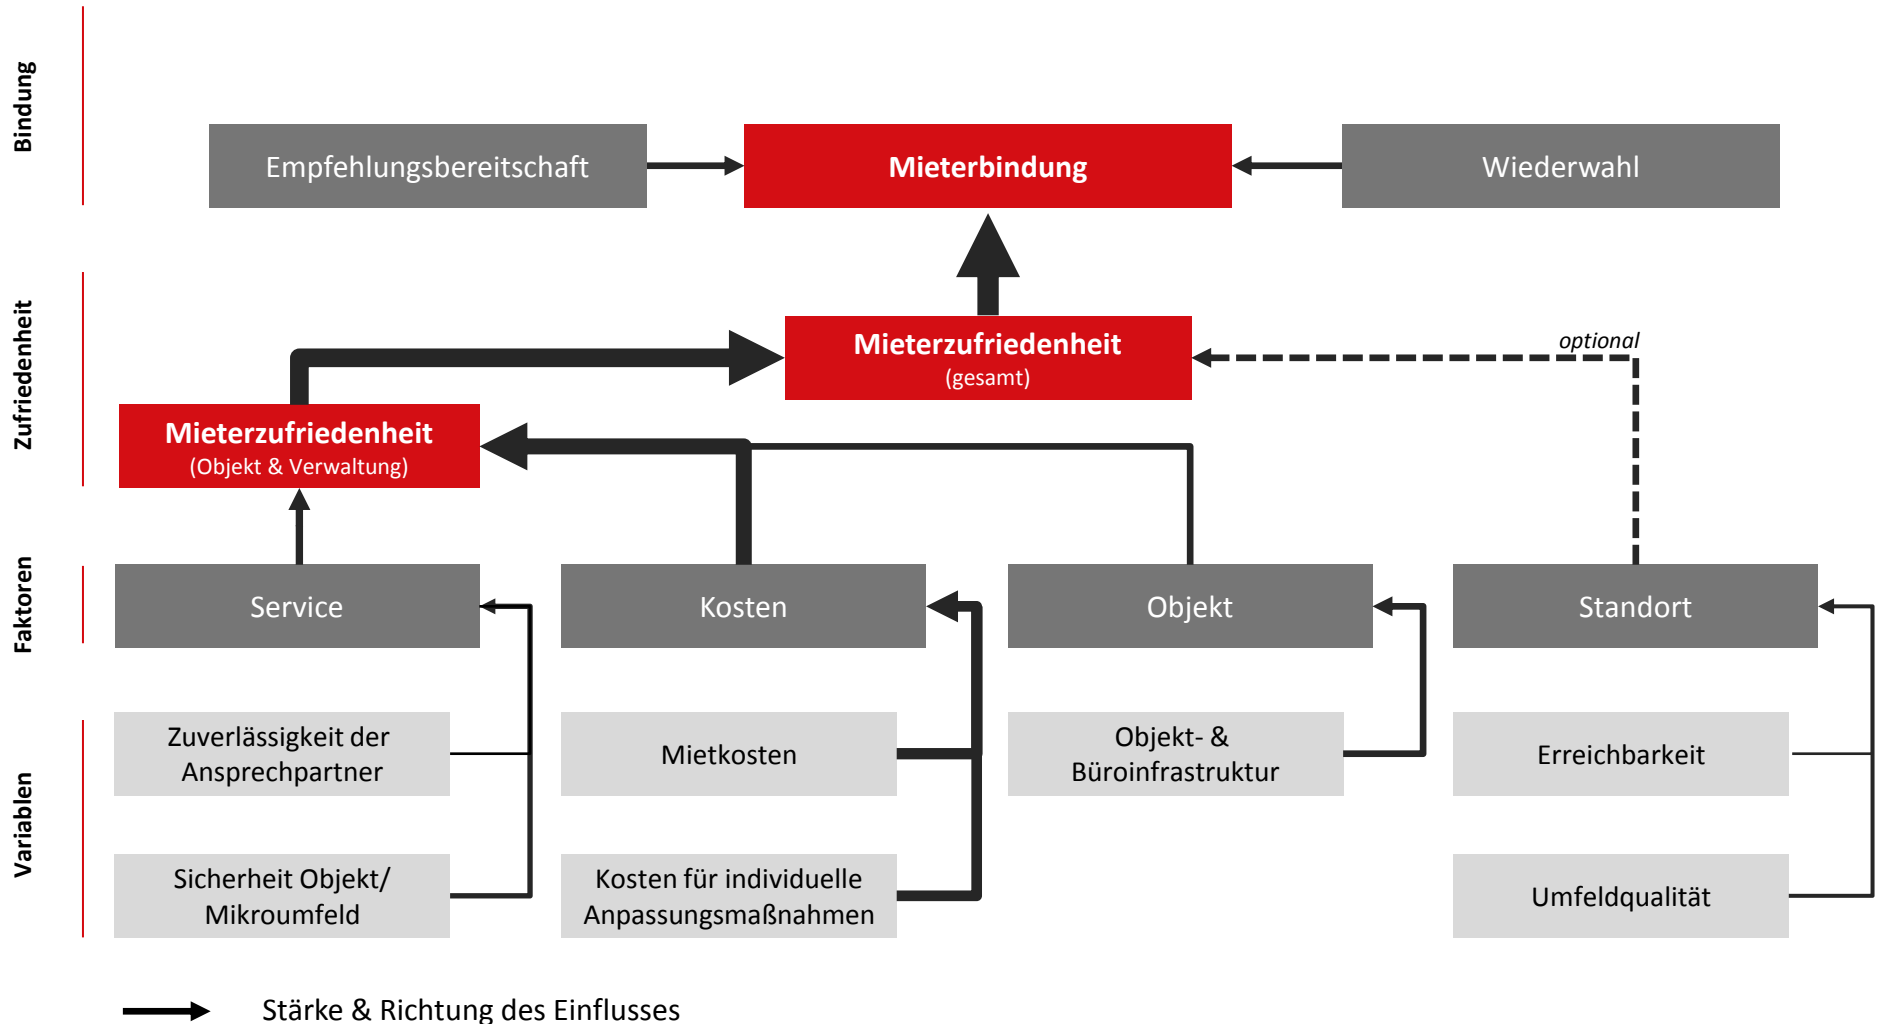 Bindung
Empfehlungsbereitschaft
Mieterbindung
Wiederwahl
Zufriedenheit
Mieterzufriedenheit
(gesamt)
optional
Mieterzufriedenheit
(Objekt & Verwaltung)
Faktoren
Service
Kosten
Objekt
Standort
Variablen
Zuverlässigkeit der
Ansprechpartner
Mietkosten
Objekt- &
Büroinfrastruktur
Erreichbarkeit
Sicherheit Objekt/
Mikroumfeld
Kosten für individuelle
Anpassungsmaßnahmen
Umfeldqualität
Stärke & Richtung des Einflusses